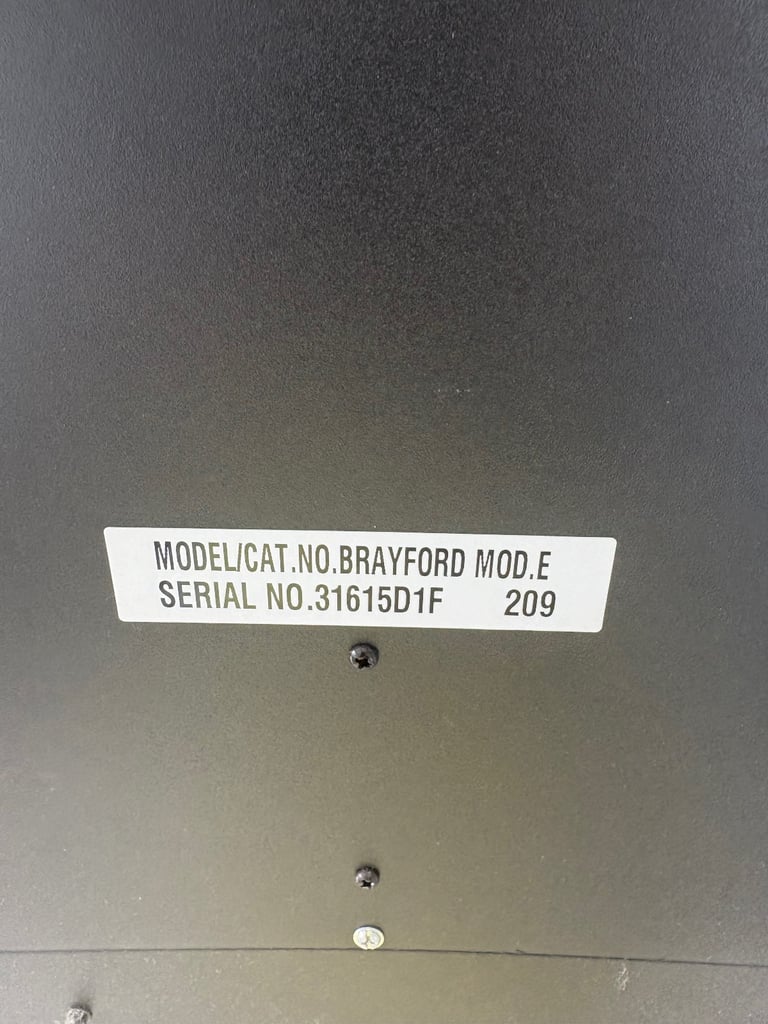 MODEL/CAT.NO.BRAYFORD MOD.E
SERIAL NO.31615D1F 209